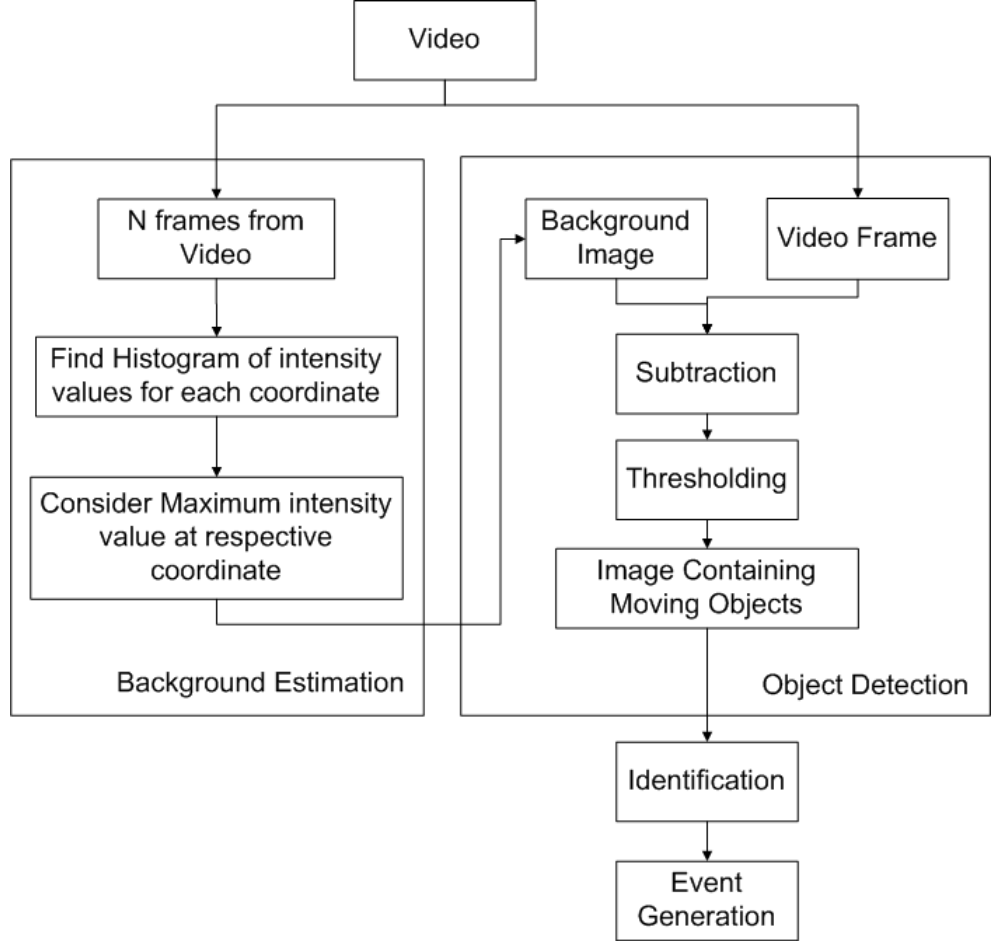 Video
N frames from
Video
Find Histogram of intensity
values for each coordinate
Consider Maximum intensity
value at respective
coordinate
Background Estimation
Background
Image
Video Frame
Subtraction
Thresholding
Image Containing
Moving Objects
Object Detection
Identification
Event
Generation